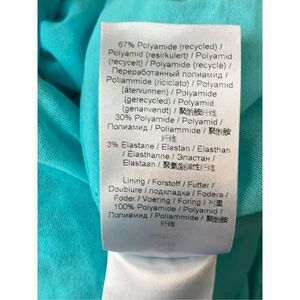 67% Polyamide (recycled) /
Polyamid (resirkulert) / Polyamid
(recycelt) / Polyamide (recyclé) /
Переработанный полиамид /
Poliammide (riciclato) / Polyamid
(återvunnen) / Polyamide
(gerecycled) / Polyamid
(genanvendt) / 聚酰胺纤维
30% Polyamide / Polyamid /
Полиамид / Poliammide / 聚酰胺
纤维
3% Elastane / Elastan / Elasthan
/ Élasthanne / Эластан /
Elastaan / 聚氨酯弹性纤维
Lining / Forstoff / Futter /
Doublure / подкладка / Fodera /
Foder / Voering / Foring / 衬里
100% Polyamide / Polyamid /
Полиамид / Poliammide / 聚酰胺
纤维